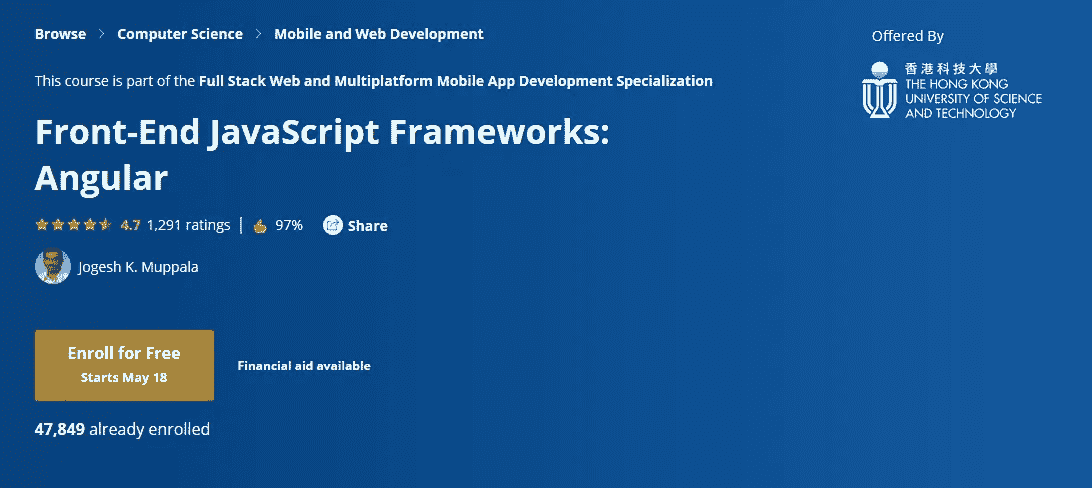 Browse > Computer Science > Mobile and Web Development
Offered By
香港科技大學
THE HONG KONG
UNIVERSITY OF SCIENCE
AND TECHNOLOGY
This course is part of the Full Stack Web and Multiplatform Mobile App Development Specialization
Front-End JavaScript Frameworks:
Angular
4.7 1,291 ratings | 97% Share
Jogesh K. Muppala
Enroll for Free
Starts May 18
Financial aid available
47,849 already enrolled